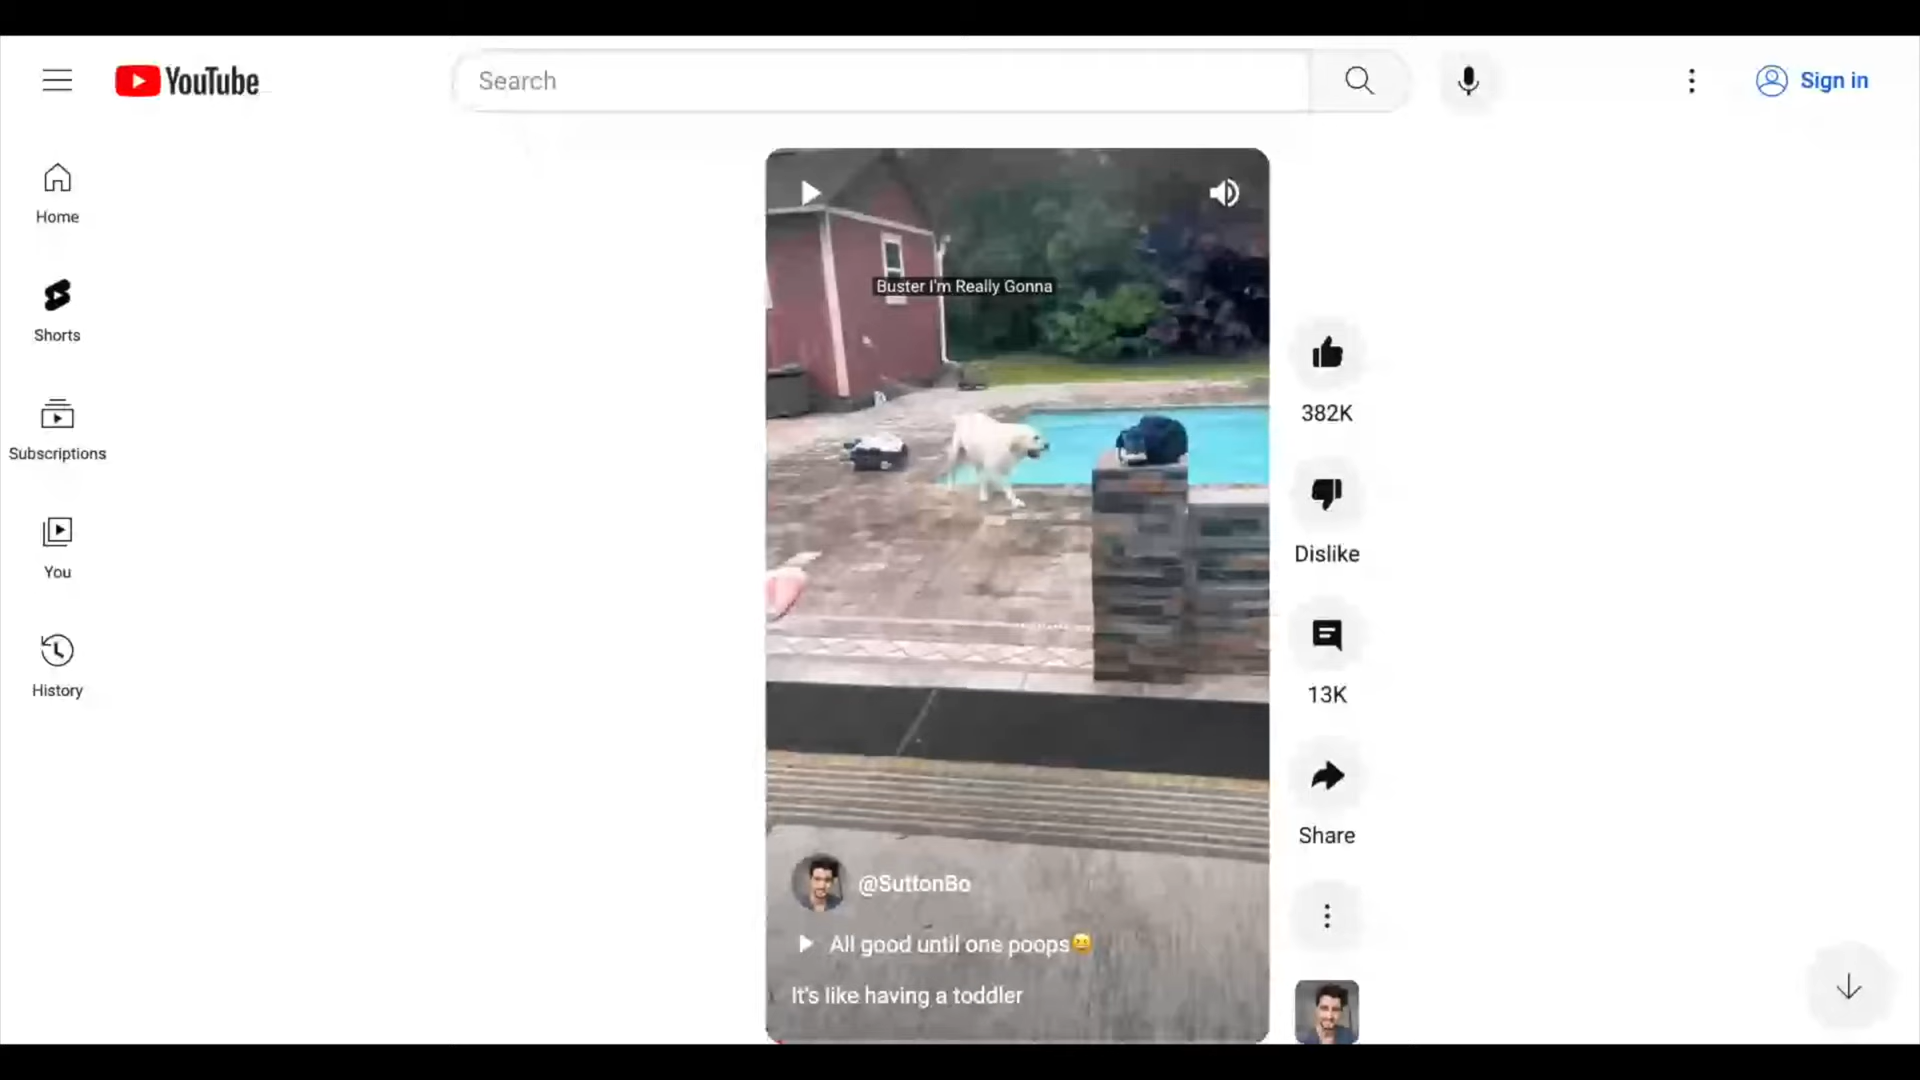 YouTube
Search
Sign in
Home
Shorts
Subscriptions
You
History
Buster I'm Really Gonna
382K
Dislike
13K
Share
@SuttonBo
All good until one poops😀
It's like having a toddler